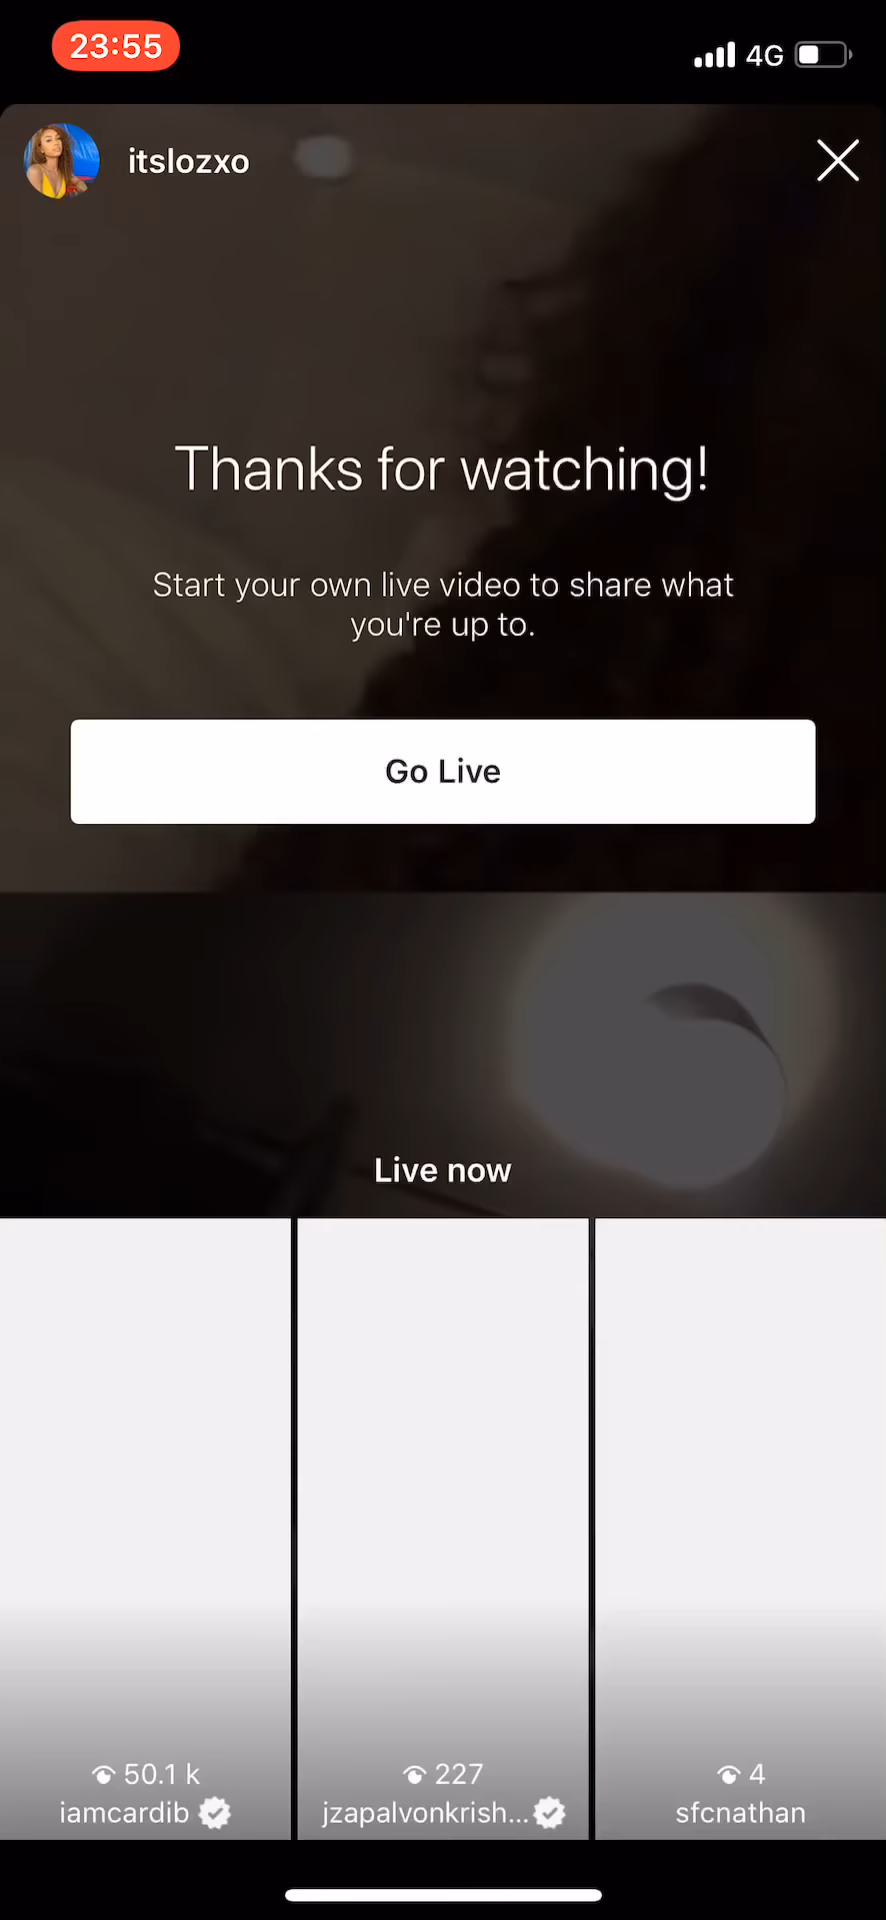 23:55
4G
itslozxo
Thanks for watching!
Start your own live video to share what
you're up to.
Go Live
Live now
50.1 k
iamcardib
227
jzapalvonkrish...
4
sfcnathan